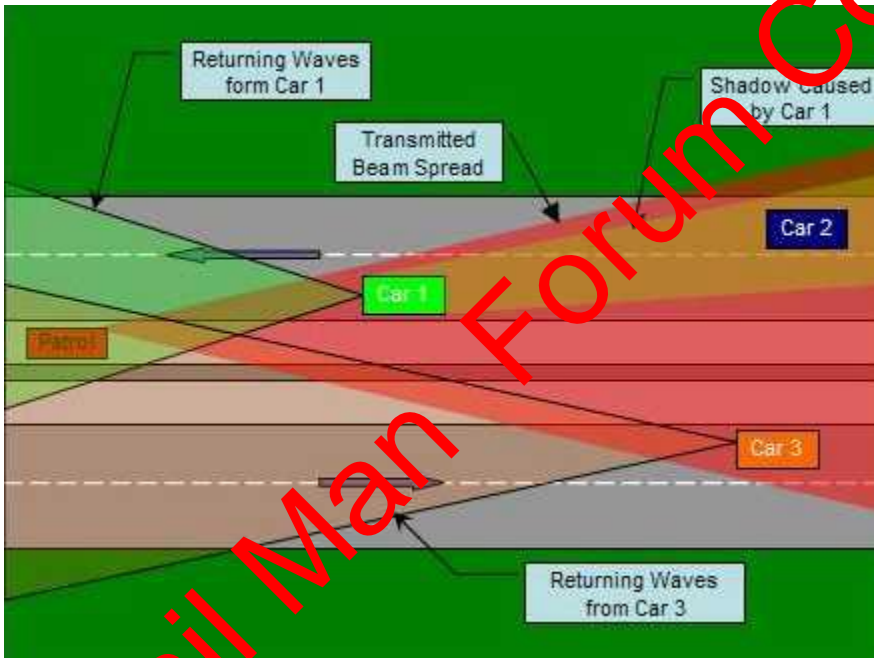 Returning Waves
form Car 1
Shadow Caused
by Car 1
Transmitted
Beam Spread
Car 2
Car 1
Patrol
Car 3
Returning Waves
from Car 3
Man Forum